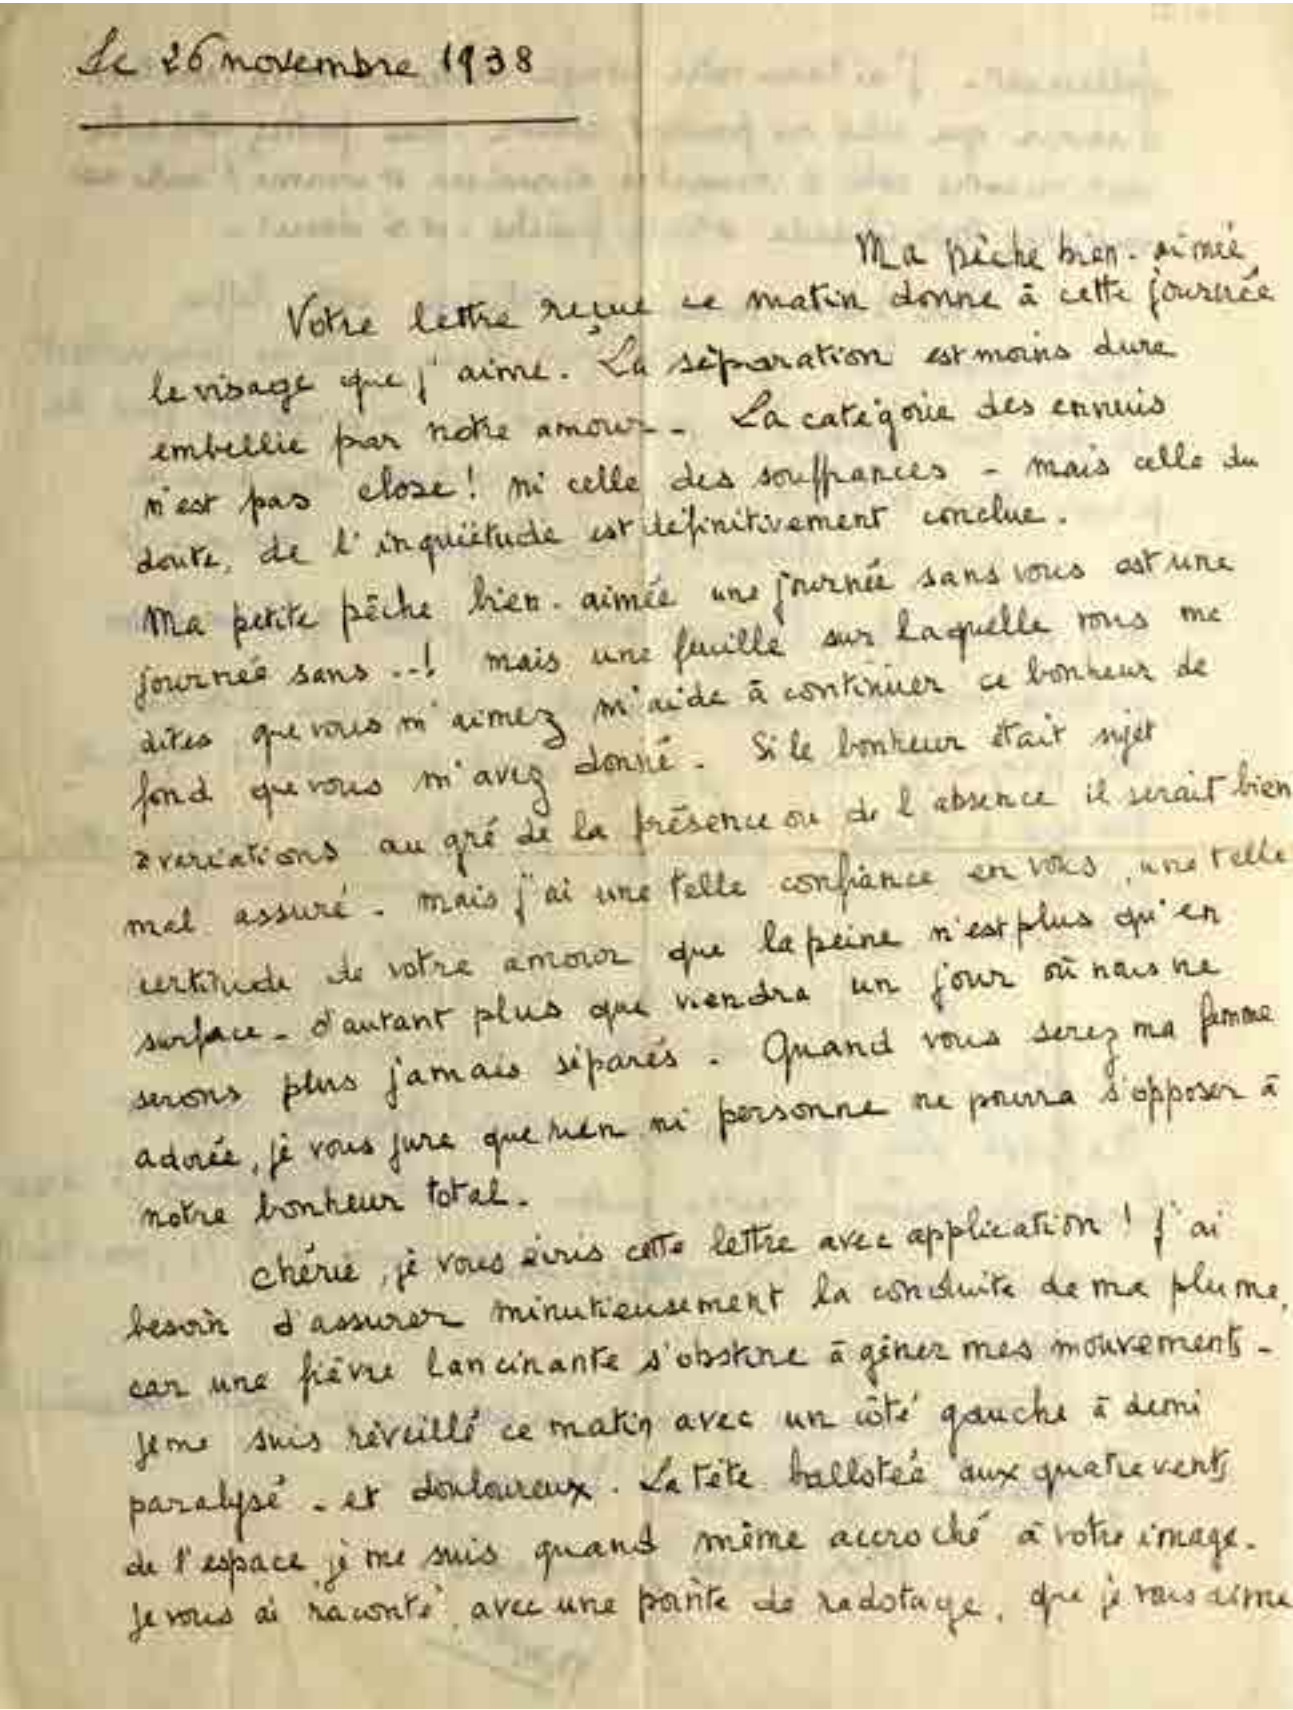 Le 26 novembre 1938
Ma pêche bien-aimée
Votre lettre reçue ce matin donne à cette journée
le visage que j'aime. La séparation est moins dure
embellie par notre amour - La catégorie des ennuis
n'est pas close ! ni celle des souffrances - mais celle du
doute, de l'inquiétude est définitivement conclue.
Ma petite pêche bien-aimée une journée sans vous est une
journée sans ..! mais une feuille sur laquelle vous me
dites que vous m'aimez m'aide à continuer ce bonheur de
fond que vous m'avez donné - Si le bonheur était sujet
à variations au gré de la présence ou de l'absence il serait bien
mal assuré - mais j'ai une telle confiance en vous, une telle
certitude de votre amour que la peine n'est plus qu'en
surface - d'autant plus que viendra un jour où nous ne
serons plus jamais séparés - Quand vous serez ma femme
adorée, je vous jure que rien ni personne ne pourra s'opposer à
notre bonheur total -
Chérie, je vous écris cette lettre avec application ! J'ai
besoin d'assurer minutieusement la conduite de ma plume,
car une fièvre lancinante s'obstine à gêner mes mouvements -
je me suis réveillé ce matin avec un côté gauche à demi
paralysé - et douloureux. La tête ballotée aux quatre vents
de l'espace je me suis quand même accroché à votre image -
je vous ai raconté, avec une pointe de radotage, que je vous aime